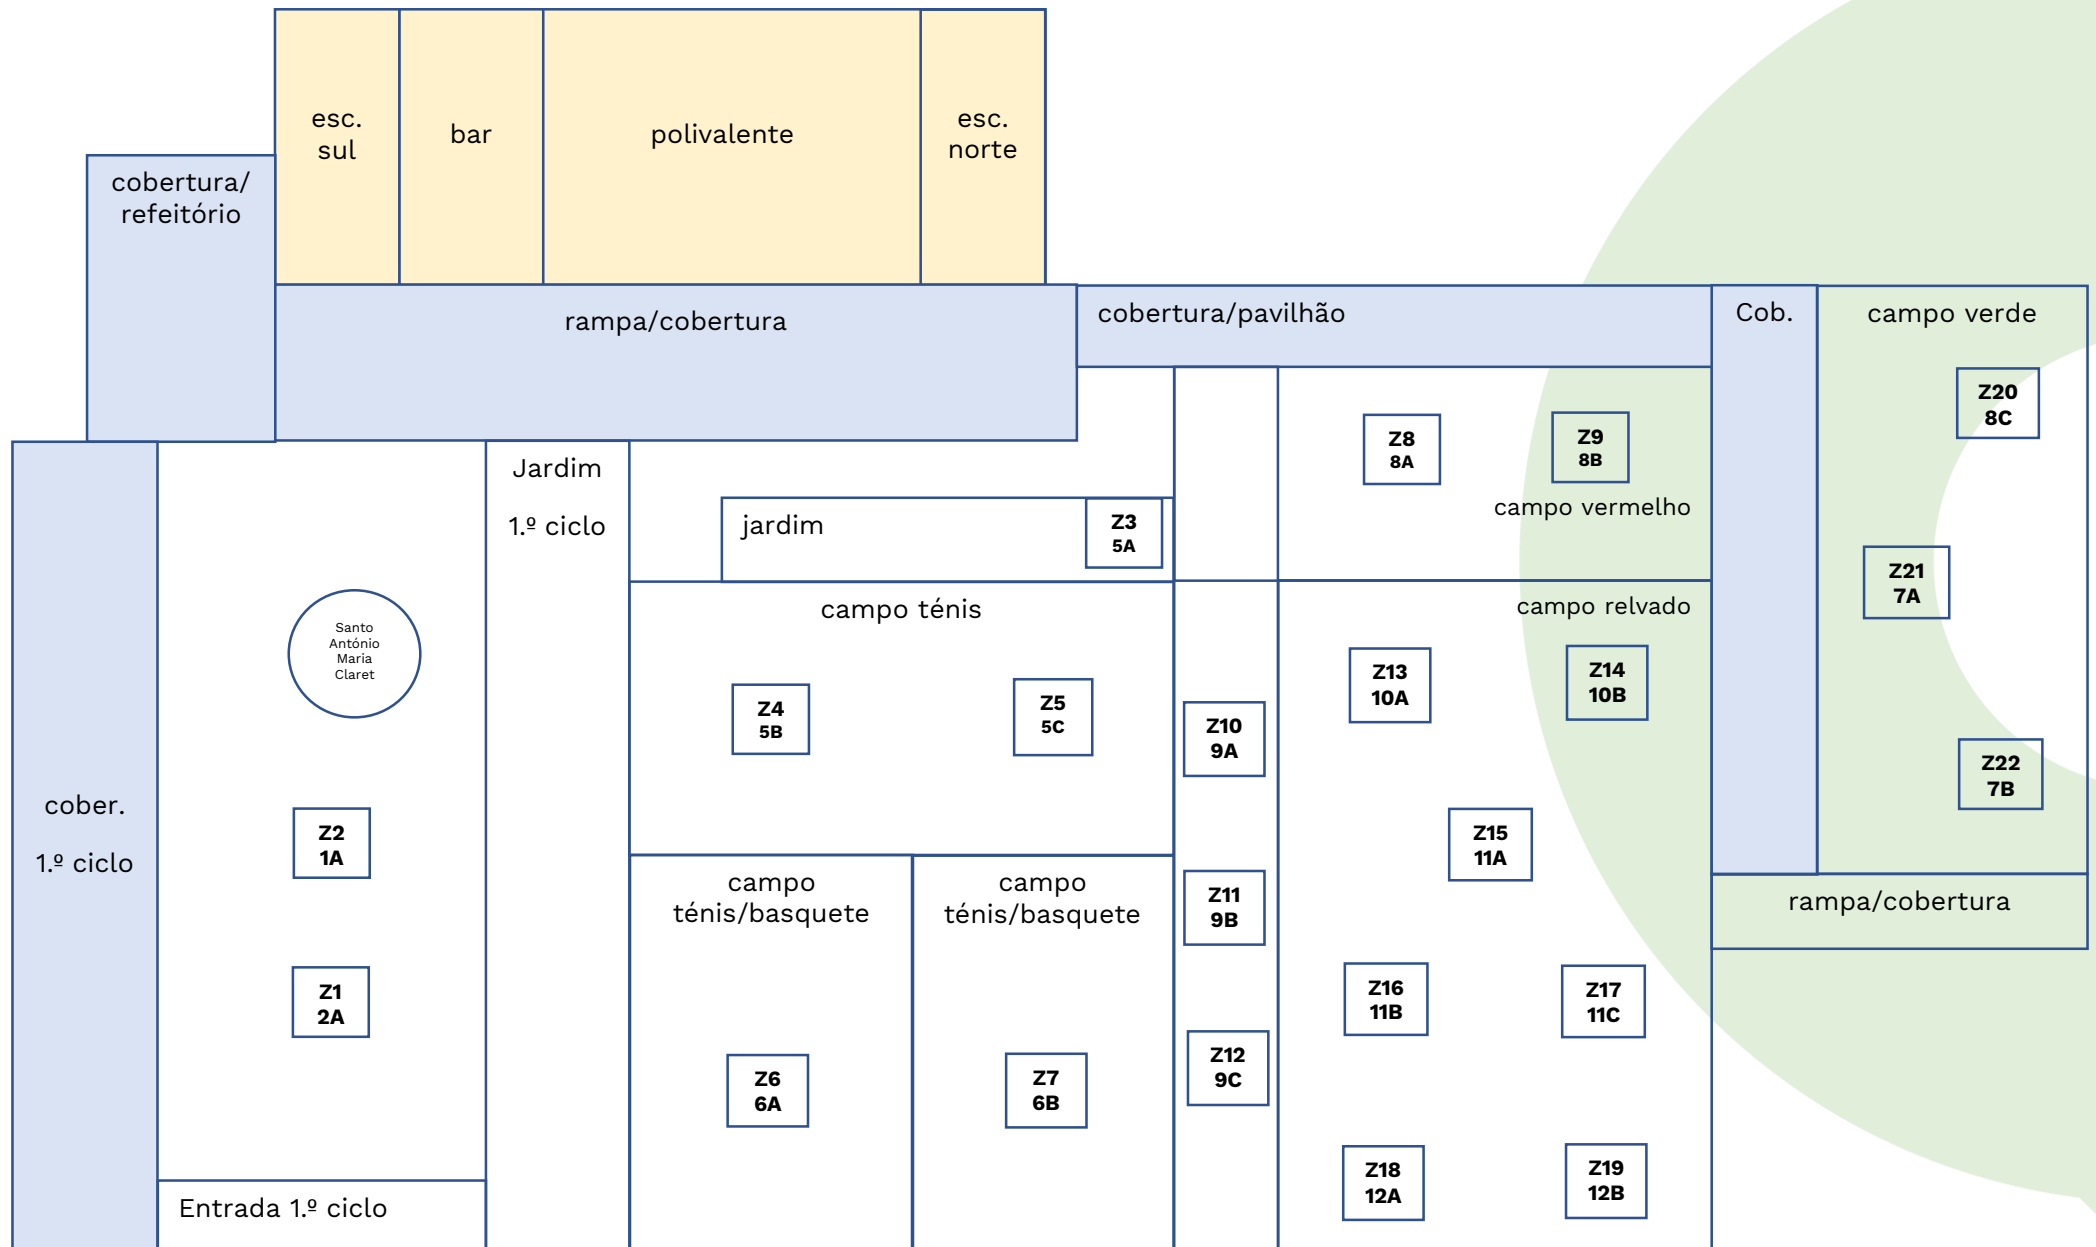 esc.
sul
bar
polivalente
esc.
norte
cobertura/
refeitório
rampa/cobertura
cobertura/pavilhão
Cob.
campo verde
Z20
8C
Z21
7A
Z22
7B
rampa/cobertura
Z8
8A
Z9
8B
campo vermelho
Jardim
1.º ciclo
jardim
Z3
5A
campo ténis
Z4
5B
Z5
5C
campo relvado
Z13
10A
Z14
10B
Z15
11A
Z16
11B
Z17
11C
Z18
12A
Z19
12B
Z10
9A
Z11
9B
Z12
9C
Santo
António
Maria
Claret
cober.
1.º ciclo
Z2
1A
Z1
2A
campo
ténis/basquete
Z6
6A
campo
ténis/basquete
Z7
6B
Entrada 1.º ciclo